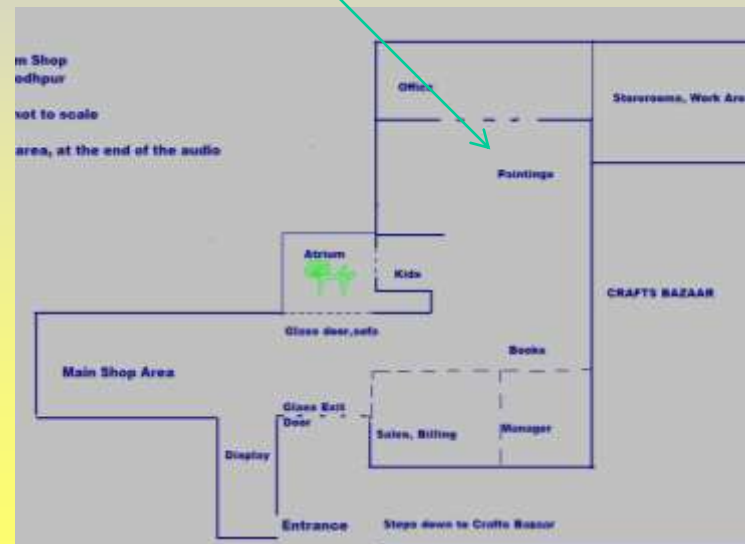 m Shop
odhpur
not to scale
area, at the end of the audio
Office
Storerooms, Work Are
Paintings
Atrium
Kids
CRAFTS BAZAAR
Glass door,sofa
Books
Main Shop Area
Glass Exit
Door
Sales, Billing
Manager
Display
Entrance
Steps down to Crafts Bazaar